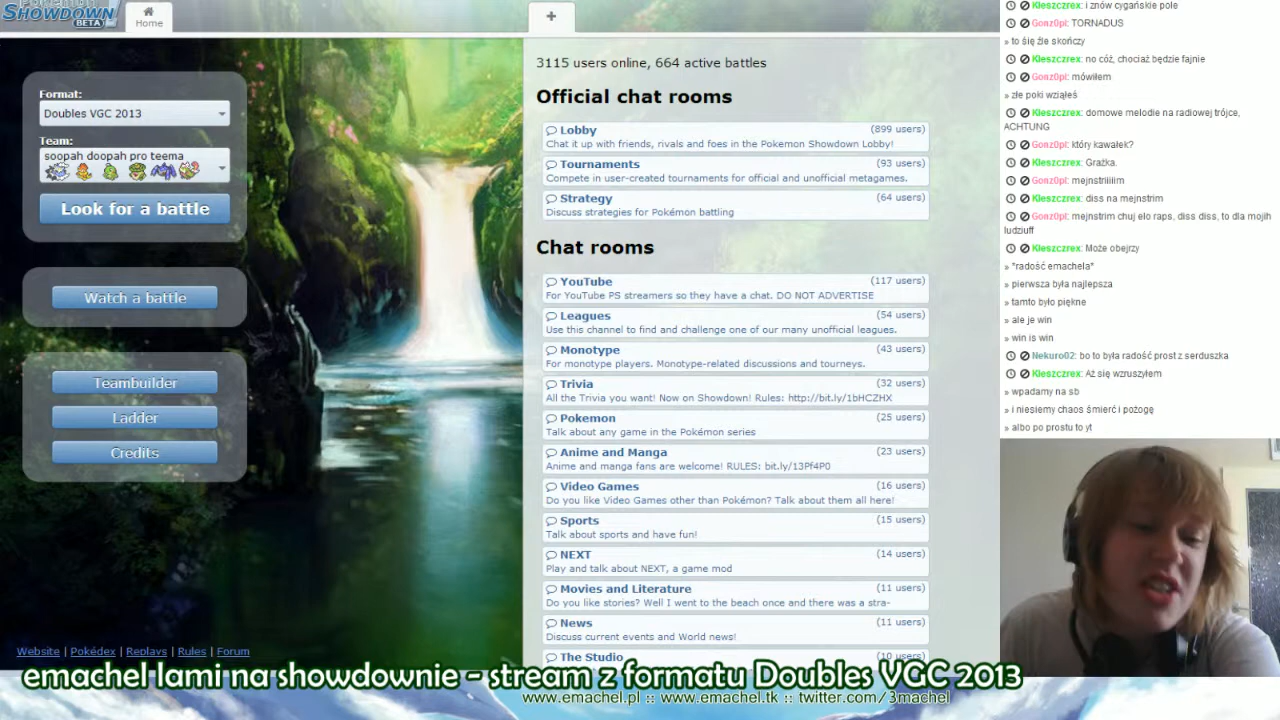 SHOWDOWN
BETA
Home
+
Format:
Doubles VGC 2013
Team:
soopah doopah pro teema
Look for a battle
Watch a battle
Teambuilder
Ladder
Credits
Website | Pokédex | Replays | Rules | Forum
3115 users online, 664 active battles
Official chat rooms
Lobby (899 users)
Chat it up with friends, rivals and foes in the Pokémon Showdown Lobby!
Tournaments (93 users)
Compete in user-created tournaments for official and unofficial metagames.
Strategy (64 users)
Discuss strategies for Pokémon battling
Chat rooms
YouTube (117 users)
For YouTube PS streamers so they have a chat. DO NOT ADVERTISE
Leagues (54 users)
Use this channel to find and challenge one of our many unofficial leagues.
Monotype (43 users)
For monotype players. Monotype-related discussions and tourneys.
Trivia (32 users)
All the Trivia you want! Now on Showdown! Rules: http://bit.ly/1bHCZHX
Pokemon (25 users)
Talk about any game in the Pokémon series
Anime and Manga (23 users)
Anime and manga fans are welcome! RULES: bit.ly/13Pf4P0
Video Games (16 users)
Do you like Video Games other than Pokémon? Talk about them all here!
Sports (15 users)
Talk about sports and have fun!
NEXT (14 users)
Play and talk about NEXT, a game mod
Movies and Literature (11 users)
Do you like stories? Well I went to the beach once and there was a stra-
News (11 users)
Discuss current events and World news!
The Studio (10 users)
Kleszczrex: i znów cygańskie pole
Gonz0pl: TORNADUS
» to się źle skończy
Kleszczrex: no cóż, chociaż będzie fajnie
Gonz0pl: mówiłem
» złe poki wziąłeś
Kleszczrex: domowe melodie na radiowej trójce,
ACHTUNG
Gonz0pl: który kawałek?
Kleszczrex: Grażka.
Gonz0pl: mejnstriiiim
Kleszczrex: diss na mejnstrim
Gonz0pl: mejnstrim chuj elo raps, diss diss, to dla mojih
ludziuff
Kleszczrex: Może obejrzy
» *radość emachela*
» pierwsza była najlepsza
» tamto było piękne
» ale je win
» win is win
Nekuro02: bo to była radość prost z serduszka
Kleszczrex: Aż się wzruszyłem
» wpadamy na sb
» i niesiemy chaos śmierć i pożogę
» albo po prostu to yt
emachel lami na showdownie - stream z formatu Doubles VGC 2013
www.emachel.pl :: www.emachel.tk :: twitter.com/3machel